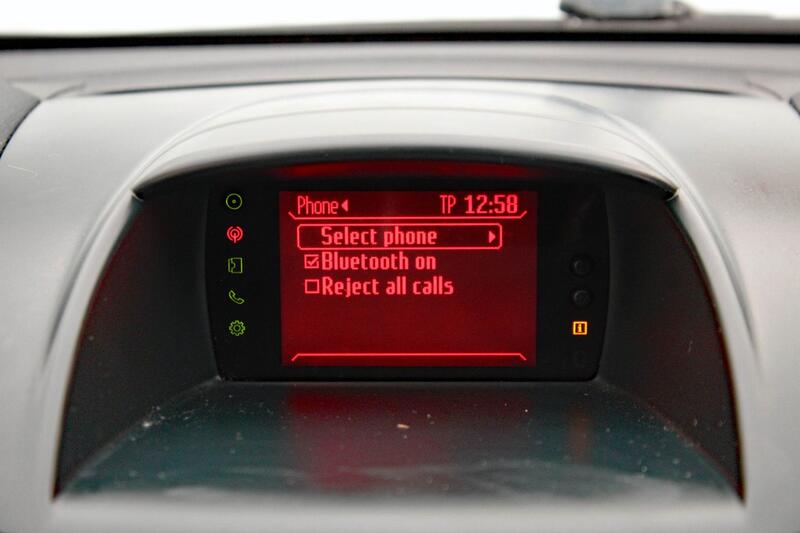 Phone TP 12:58
Select phone
Bluetooth on
Reject all calls